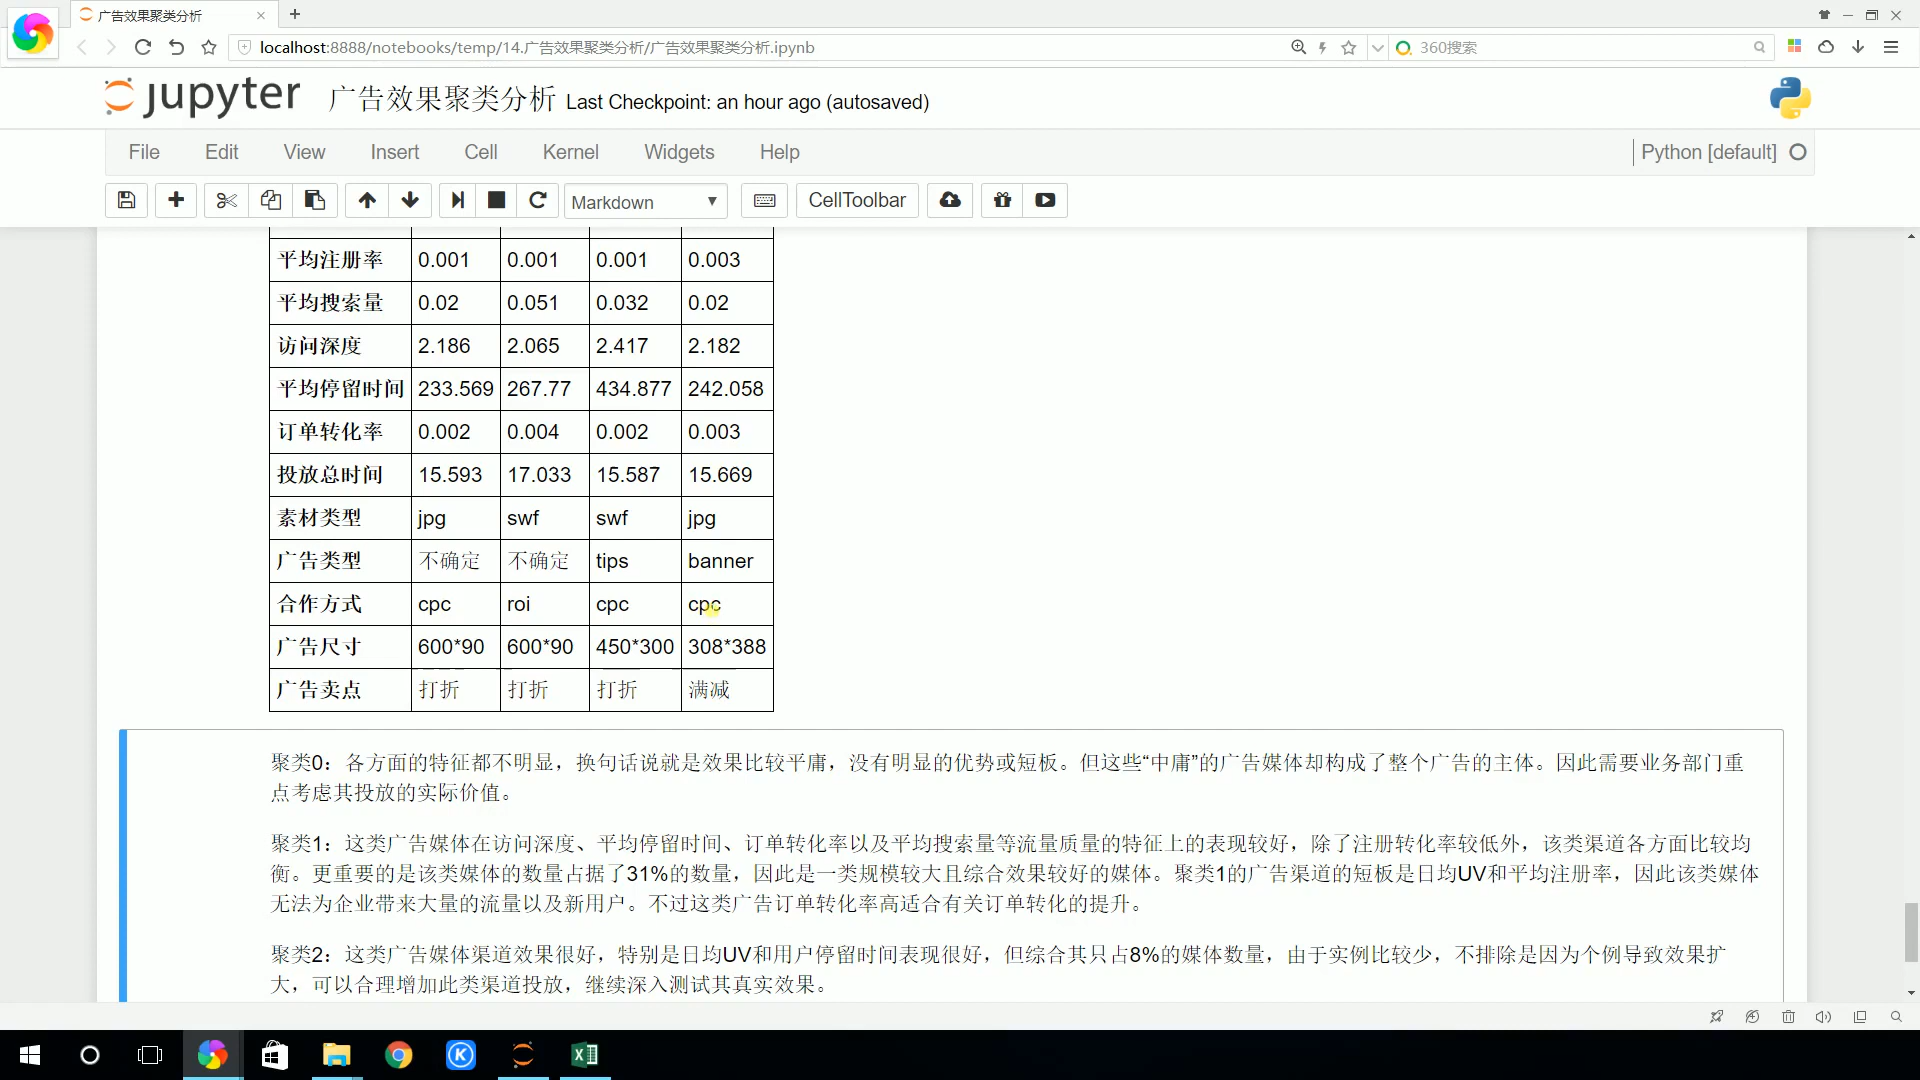 广告效果聚类分析
localhost:8888/notebooks/temp/14.广告效果聚类分析/广告效果聚类分析.ipynb
360搜索
jupyter 广告效果聚类分析 Last Checkpoint: an hour ago (autosaved)
File Edit View Insert Cell Kernel Widgets Help Python [default]
Markdown CellToolbar
平均注册率 0.001 0.001 0.001 0.003
平均搜索量 0.02 0.051 0.032 0.02
访问深度 2.186 2.065 2.417 2.182
平均停留时间 233.569 267.77 434.877 242.058
订单转化率 0.002 0.004 0.002 0.003
投放总时间 15.593 17.033 15.587 15.669
素材类型 jpg swf swf jpg
广告类型 不确定 不确定 tips banner
合作方式 cpc roi cpc cpc
广告尺寸 600*90 600*90 450*300 308*388
广告卖点 打折 打折 打折 满减
聚类0：各方面的特征都不明显，换句话说就是效果比较平庸，没有明显的优势或短板。但这些“中庸”的广告媒体却构成了整个广告的主体。因此需要业务部门重
点考虑其投放的实际价值。
聚类1：这类广告媒体在访问深度、平均停留时间、订单转化率以及平均搜索量等流量质量的特征上的表现较好，除了注册转化率较低外，该类渠道各方面比较均
衡。更重要的是该类媒体的数量占据了31%的数量，因此是一类规模较大且综合效果较好的媒体。聚类1的广告渠道的短板是日均UV和平均注册率，因此该类媒体
无法为企业带来大量的流量以及新用户。不过这类广告订单转化率高适合有关订单转化的提升。
聚类2：这类广告媒体渠道效果很好，特别是日均UV和用户停留时间表现很好，但综合其只占8%的媒体数量，由于实例比较少，不排除是因为个例导致效果扩
大，可以合理增加此类渠道投放，继续深入测试其真实效果。